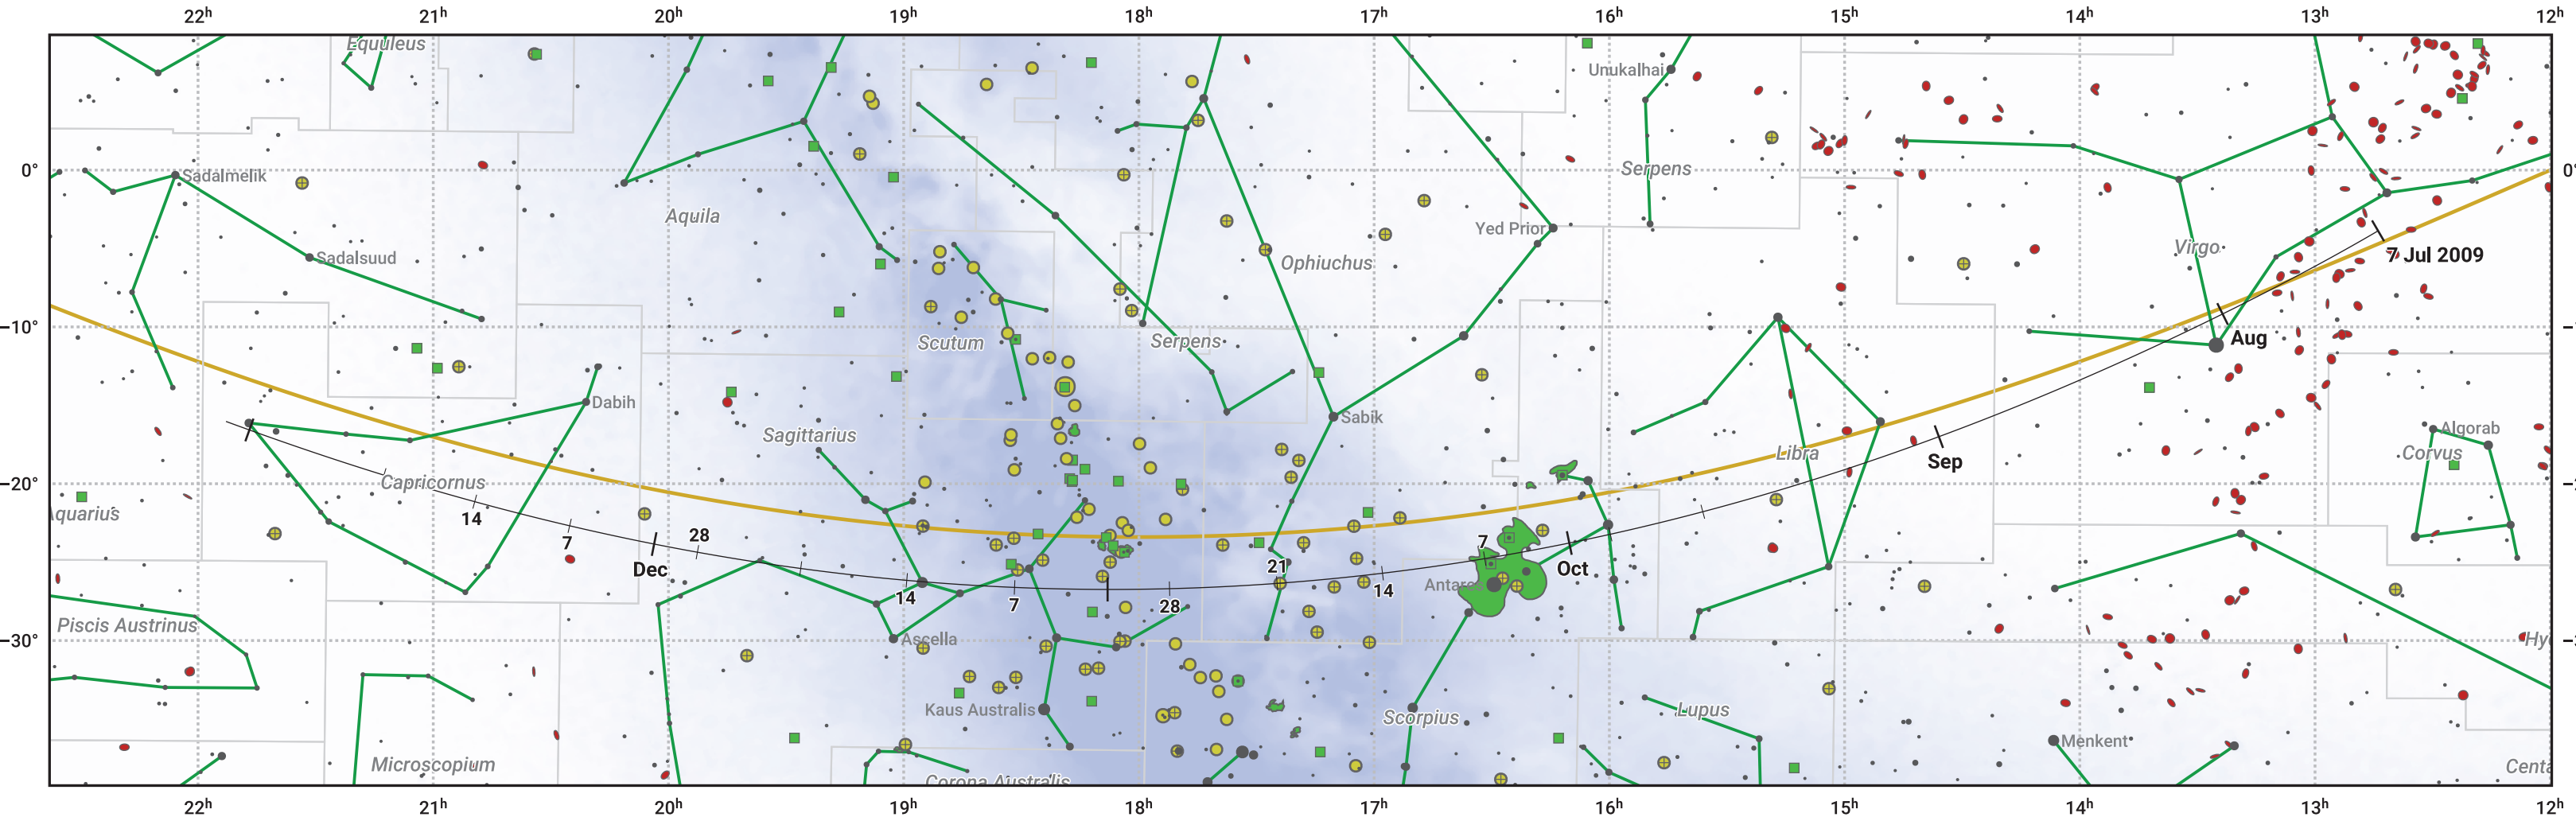 22h 21h 20h 19h 18h 17h 16h 15h 14h 13h 12h
Equuleus
Unukalhai
0°
Sadalmelik
Serpens
0°
Aquila
Yed Prior
Sadalsuud
Ophiuchus
Virgo
7 Jul 2009
−10°
Scutum
Serpens
Aug
Dabih
Sabik
Sagittarius
Algorab
Libra
Corvus
Sep
−20°
Capricornus
14
Aquarius
7
28
7
Dec
21
Oct
Antares
14
7
28
14
Piscis Austrinus
−30°
Ascella
Hy
Kaus Australis
Scorpius
Lupus
Menkent
Microscopium
Corona Australis
Centa
22h 21h 20h 19h 18h 17h 16h 15h 14h 13h 12h